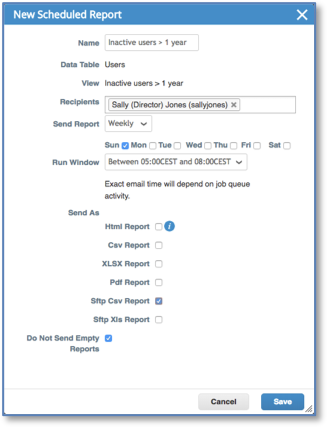 New Scheduled Report
Name Inactive users > 1 year
Data Table Users
View Inactive users > 1 year
Recipients Sally (Director) Jones (sallyjones)
Send Report Weekly
Sun Mon Tue Wed Thu Fri Sat
Run Window Between 05:00CEST and 08:00CEST
Exact email time will depend on job queue
activity.
Send As
Html Report
Csv Report
XLSX Report
Pdf Report
Sftp Csv Report
Sftp Xls Report
Do Not Send Empty
Reports
Cancel Save